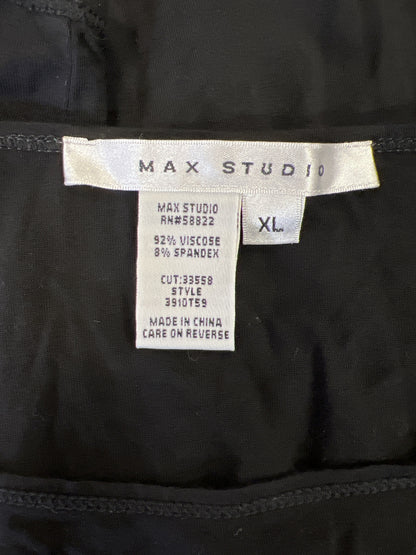 MAX STUDIO
XL
MAX STUDIO
RN#58822
92% VISCOSE
8% SPANDEX
CUT:33558
STYLE
3910T59
MADE IN CHINA
CARE ON REVERSE